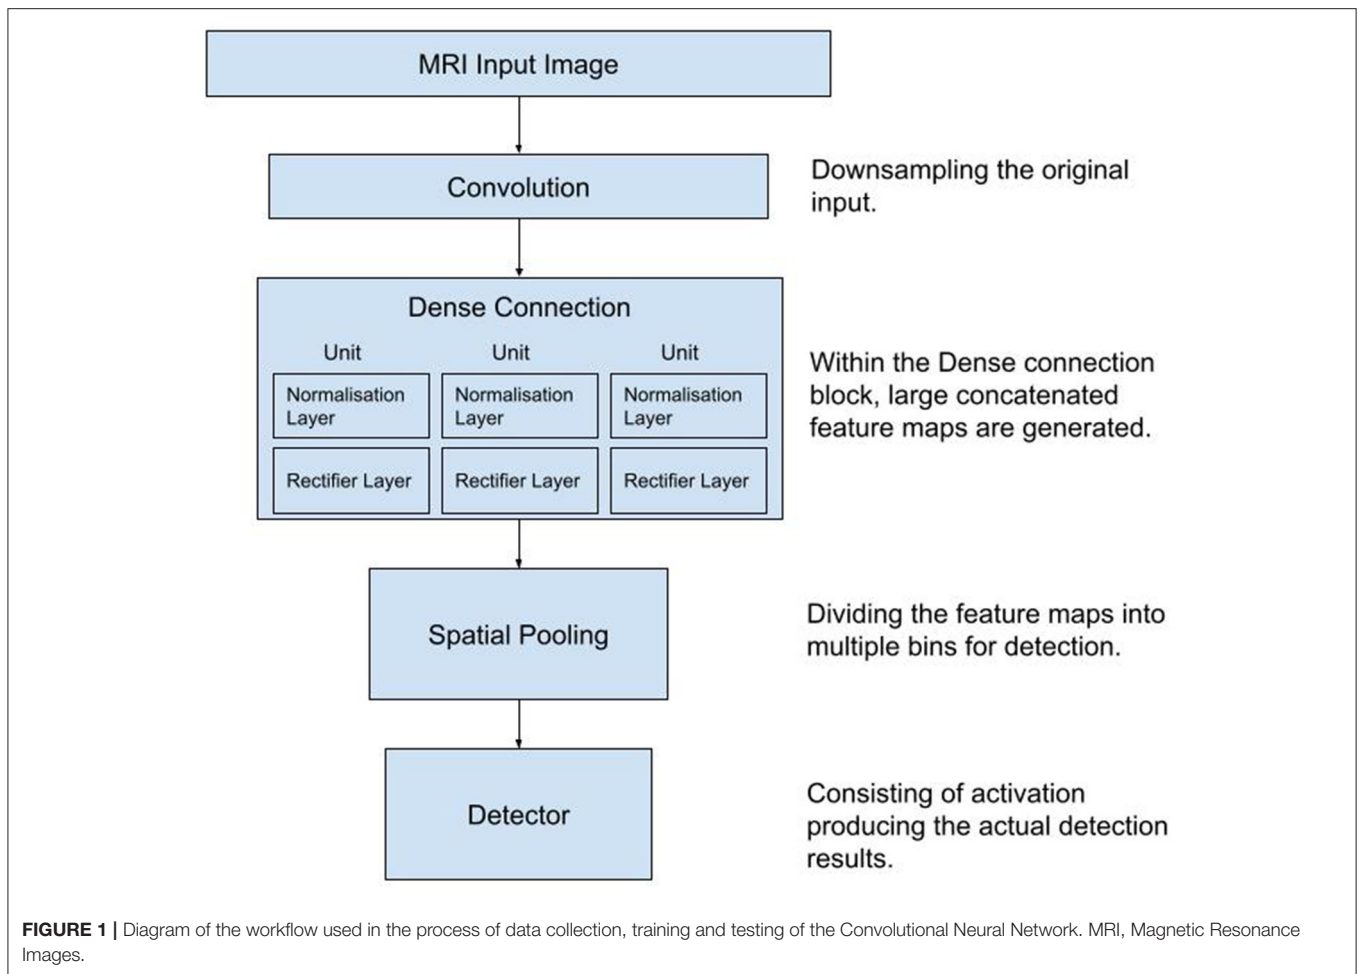 MRI Input Image
Convolution
Downsampling the original
input.
Dense Connection
Unit
Unit
Unit
Normalisation
Layer
Normalisation
Layer
Normalisation
Layer
Rectifier Layer
Rectifier Layer
Rectifier Layer
Within the Dense connection
block, large concatenated
feature maps are generated.
Spatial Pooling
Dividing the feature maps into
multiple bins for detection.
Detector
Consisting of activation
producing the actual detection
results.
FIGURE 1 | Diagram of the workflow used in the process of data collection, training and testing of the Convolutional Neural Network. MRI, Magnetic Resonance
Images.